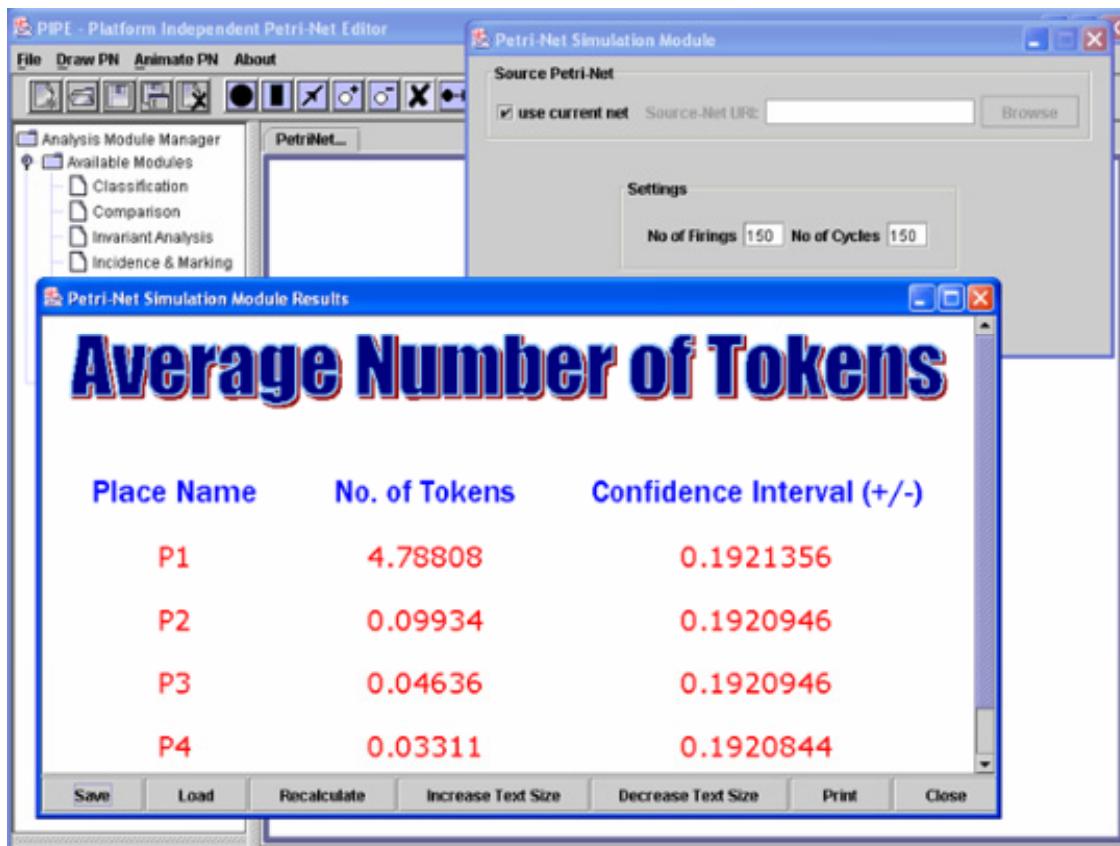 PIPE - Platform Independent Petri-Net Editor
File Draw PN Animate PN About
Analysis Module Manager
Available Modules
Classification
Comparison
Invariant Analysis
Incidence & Marking
PetriNet...
Petri-Net Simulation Module
Source Petri-Net
use current net Source-Net URI: Browse
Settings
No of Firings 150 No of Cycles 150
Petri-Net Simulation Module Results
Average Number of Tokens
Place Name No. of Tokens Confidence Interval (+/-)
P1 4.78808 0.1921356
P2 0.09934 0.1920946
P3 0.04636 0.1920946
P4 0.03311 0.1920844
Save Load Recalculate Increase Text Size Decrease Text Size Print Close